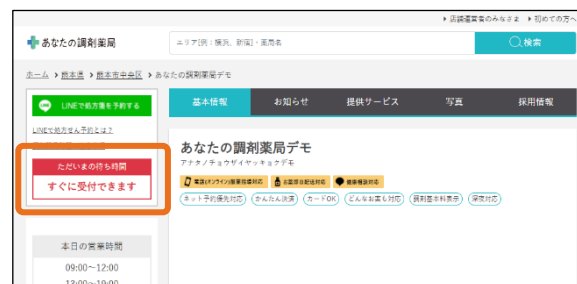 ▶ 店舗運営者のみなさま ▶ 初めての方へ
あなたの調剤薬局
エリア[例：横浜、新宿]・薬局名
検索
ホーム › 熊本県 › 熊本市中央区 › あなたの調剤薬局デモ
LINEで処方箋を予約する
LINEで処方せん予約とは？
ただいまの待ち時間
すぐに受付できます
本日の営業時間
09:00～12:00
13:00～19:00
基本情報
お知らせ
提供サービス
写真
採用情報
あなたの調剤薬局デモ
アナタノチョウザイヤッキョクデモ
電話(オンライン)服薬指導対応
お薬即日配送対応
健康相談対応
ネット予約優先対応
かんたん決済
カードOK
どんなお薬も対応
調剤基本料表示
深夜対応